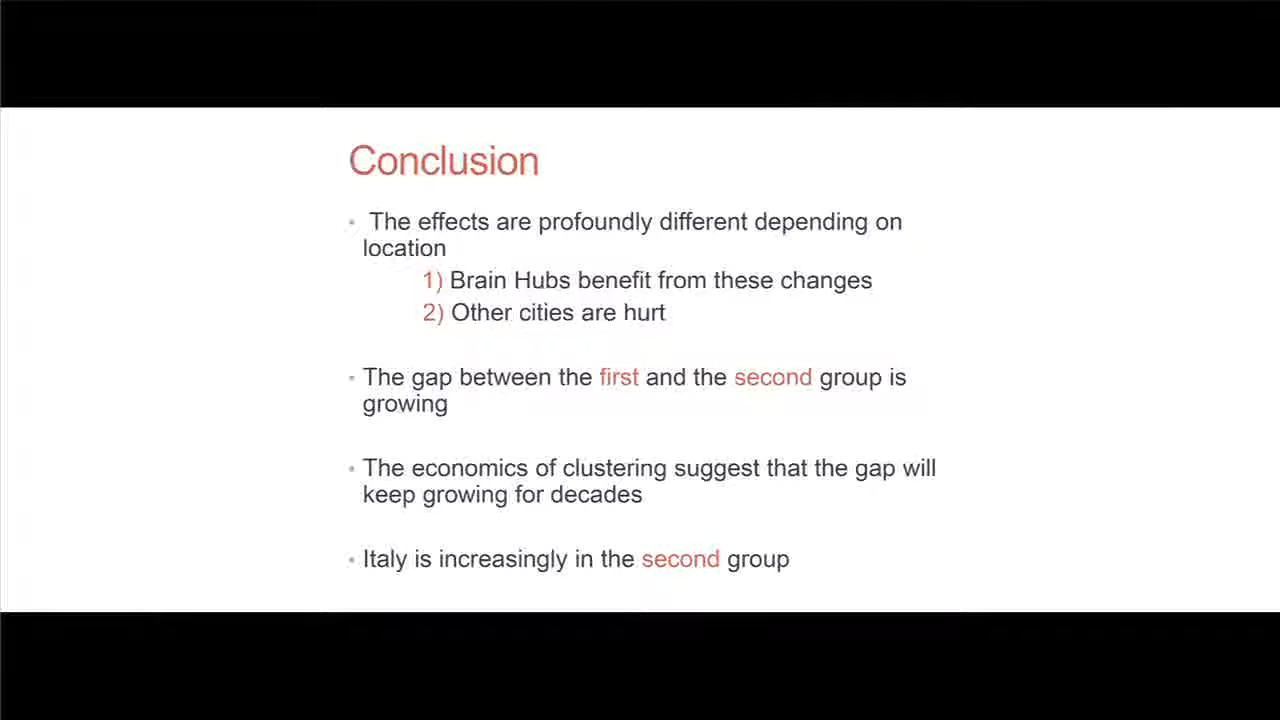 Conclusion
• The effects are profoundly different depending on
location
1) Brain Hubs benefit from these changes
2) Other cities are hurt
• The gap between the first and the second group is
growing
• The economics of clustering suggest that the gap will
keep growing for decades
• Italy is increasingly in the second group